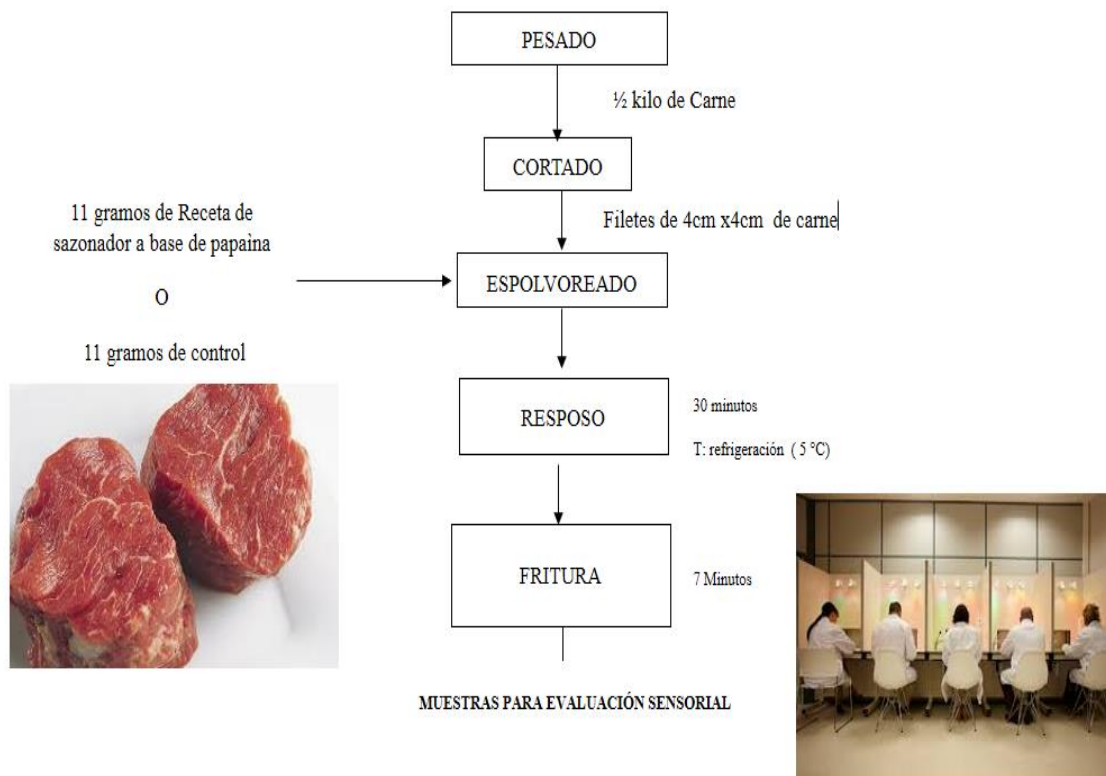 PESADO
½ kilo de Carne
CORTADO
Filetes de 4cm x4cm de carne
11 gramos de Receta de
sazonador a base de papaina
O
11 gramos de control
ESPOLVOREADO
RESPOSO
30 minutos
T: refrigeración ( 5 °C)
FRITURA
7 Minutos
MUESTRAS PARA EVALUACIÓN SENSORIAL